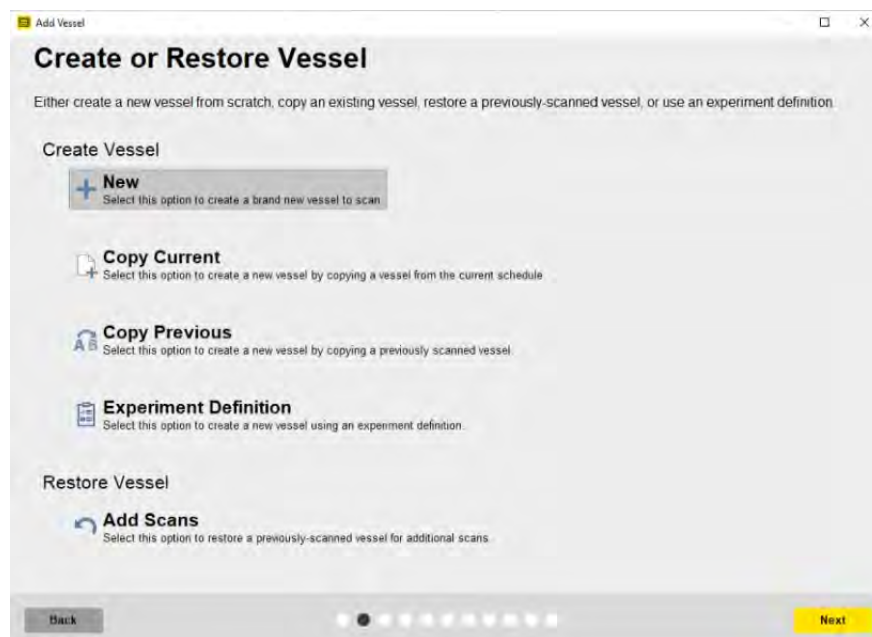 Add Vessel
Create or Restore Vessel
Either create a new vessel from scratch, copy an existing vessel, restore a previously-scanned vessel, or use an experiment definition.
Create Vessel
New
Select this option to create a brand new vessel to scan
Copy Current
Select this option to create a new vessel by copying a vessel from the current schedule
Copy Previous
Select this option to create a new vessel by copying a previously scanned vessel.
Experiment Definition
Select this option to create a new vessel using an experiment definition.
Restore Vessel
Add Scans
Select this option to restore a previously-scanned vessel for additional scans
Back
Next